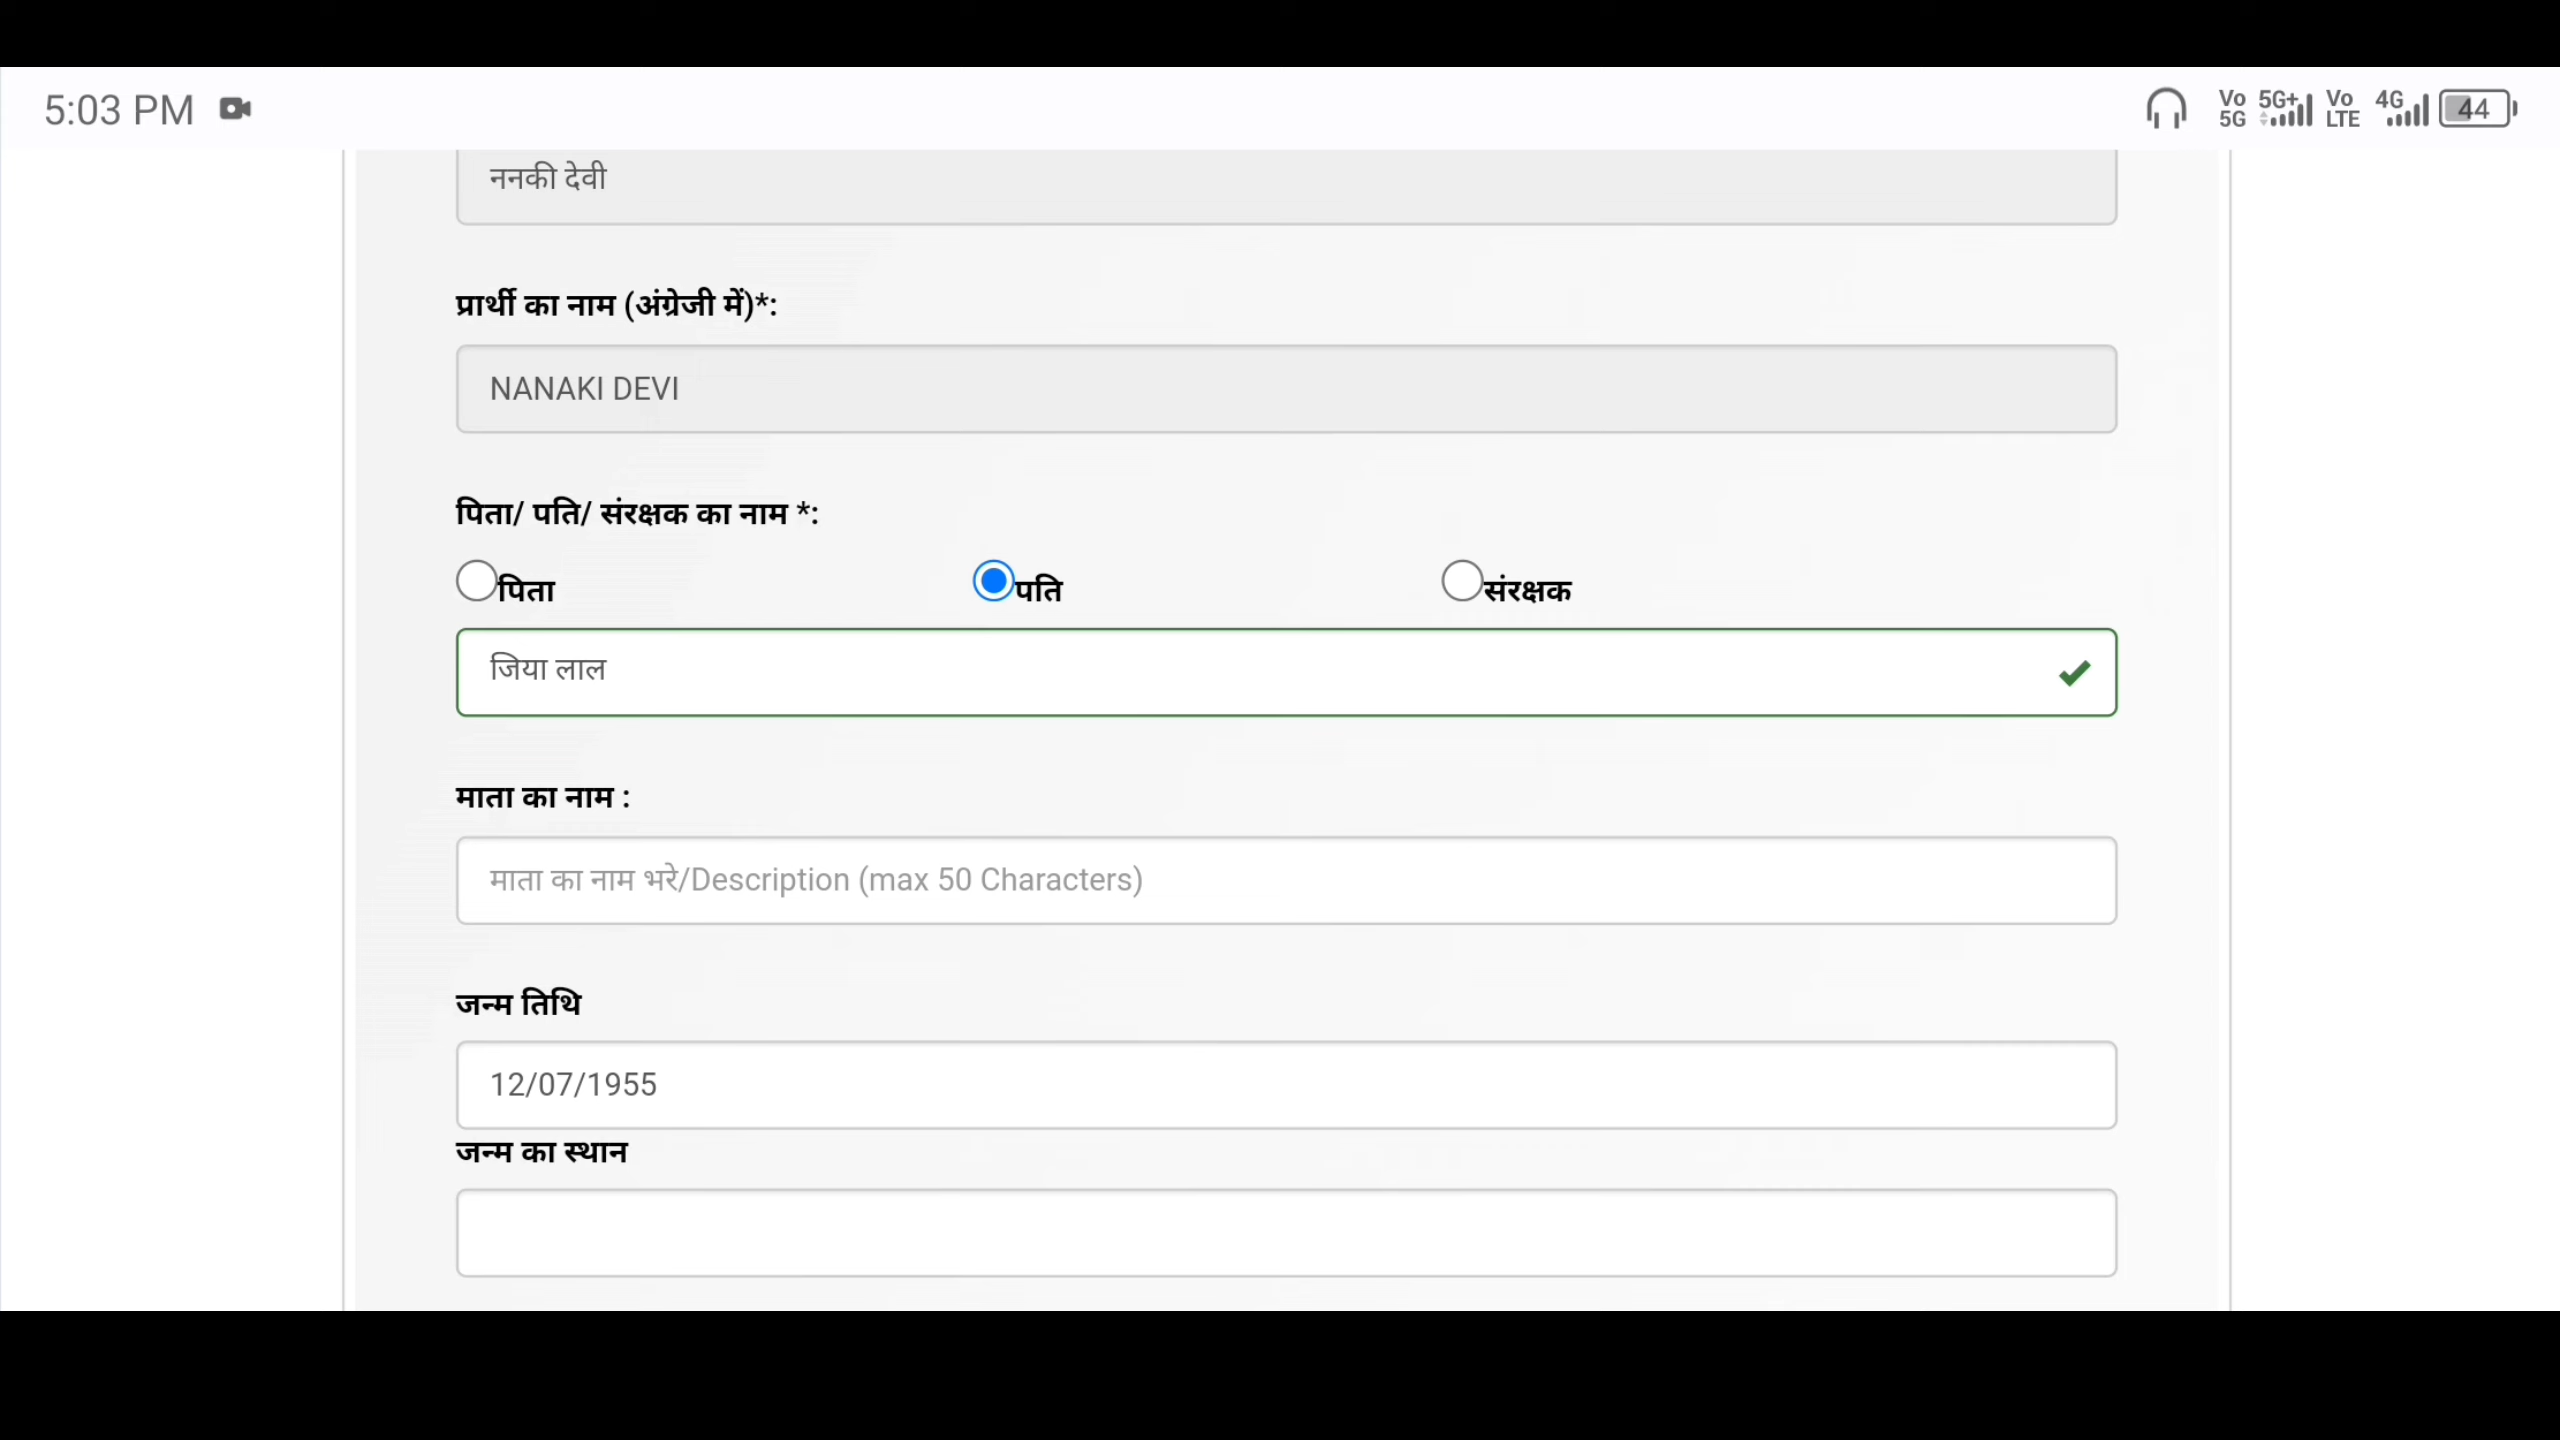 5:03 PM
Vo 5G 5G+ Vo LTE 4G 44
ननकी देवी
प्रार्थी का नाम (अंग्रेजी में)*:
NANAKI DEVI
पिता/ पति/ संरक्षक का नाम *:
पिता पति संरक्षक
जिया लाल
माता का नाम :
माता का नाम भरे/Description (max 50 Characters)
जन्म तिथि
12/07/1955
जन्म का स्थान